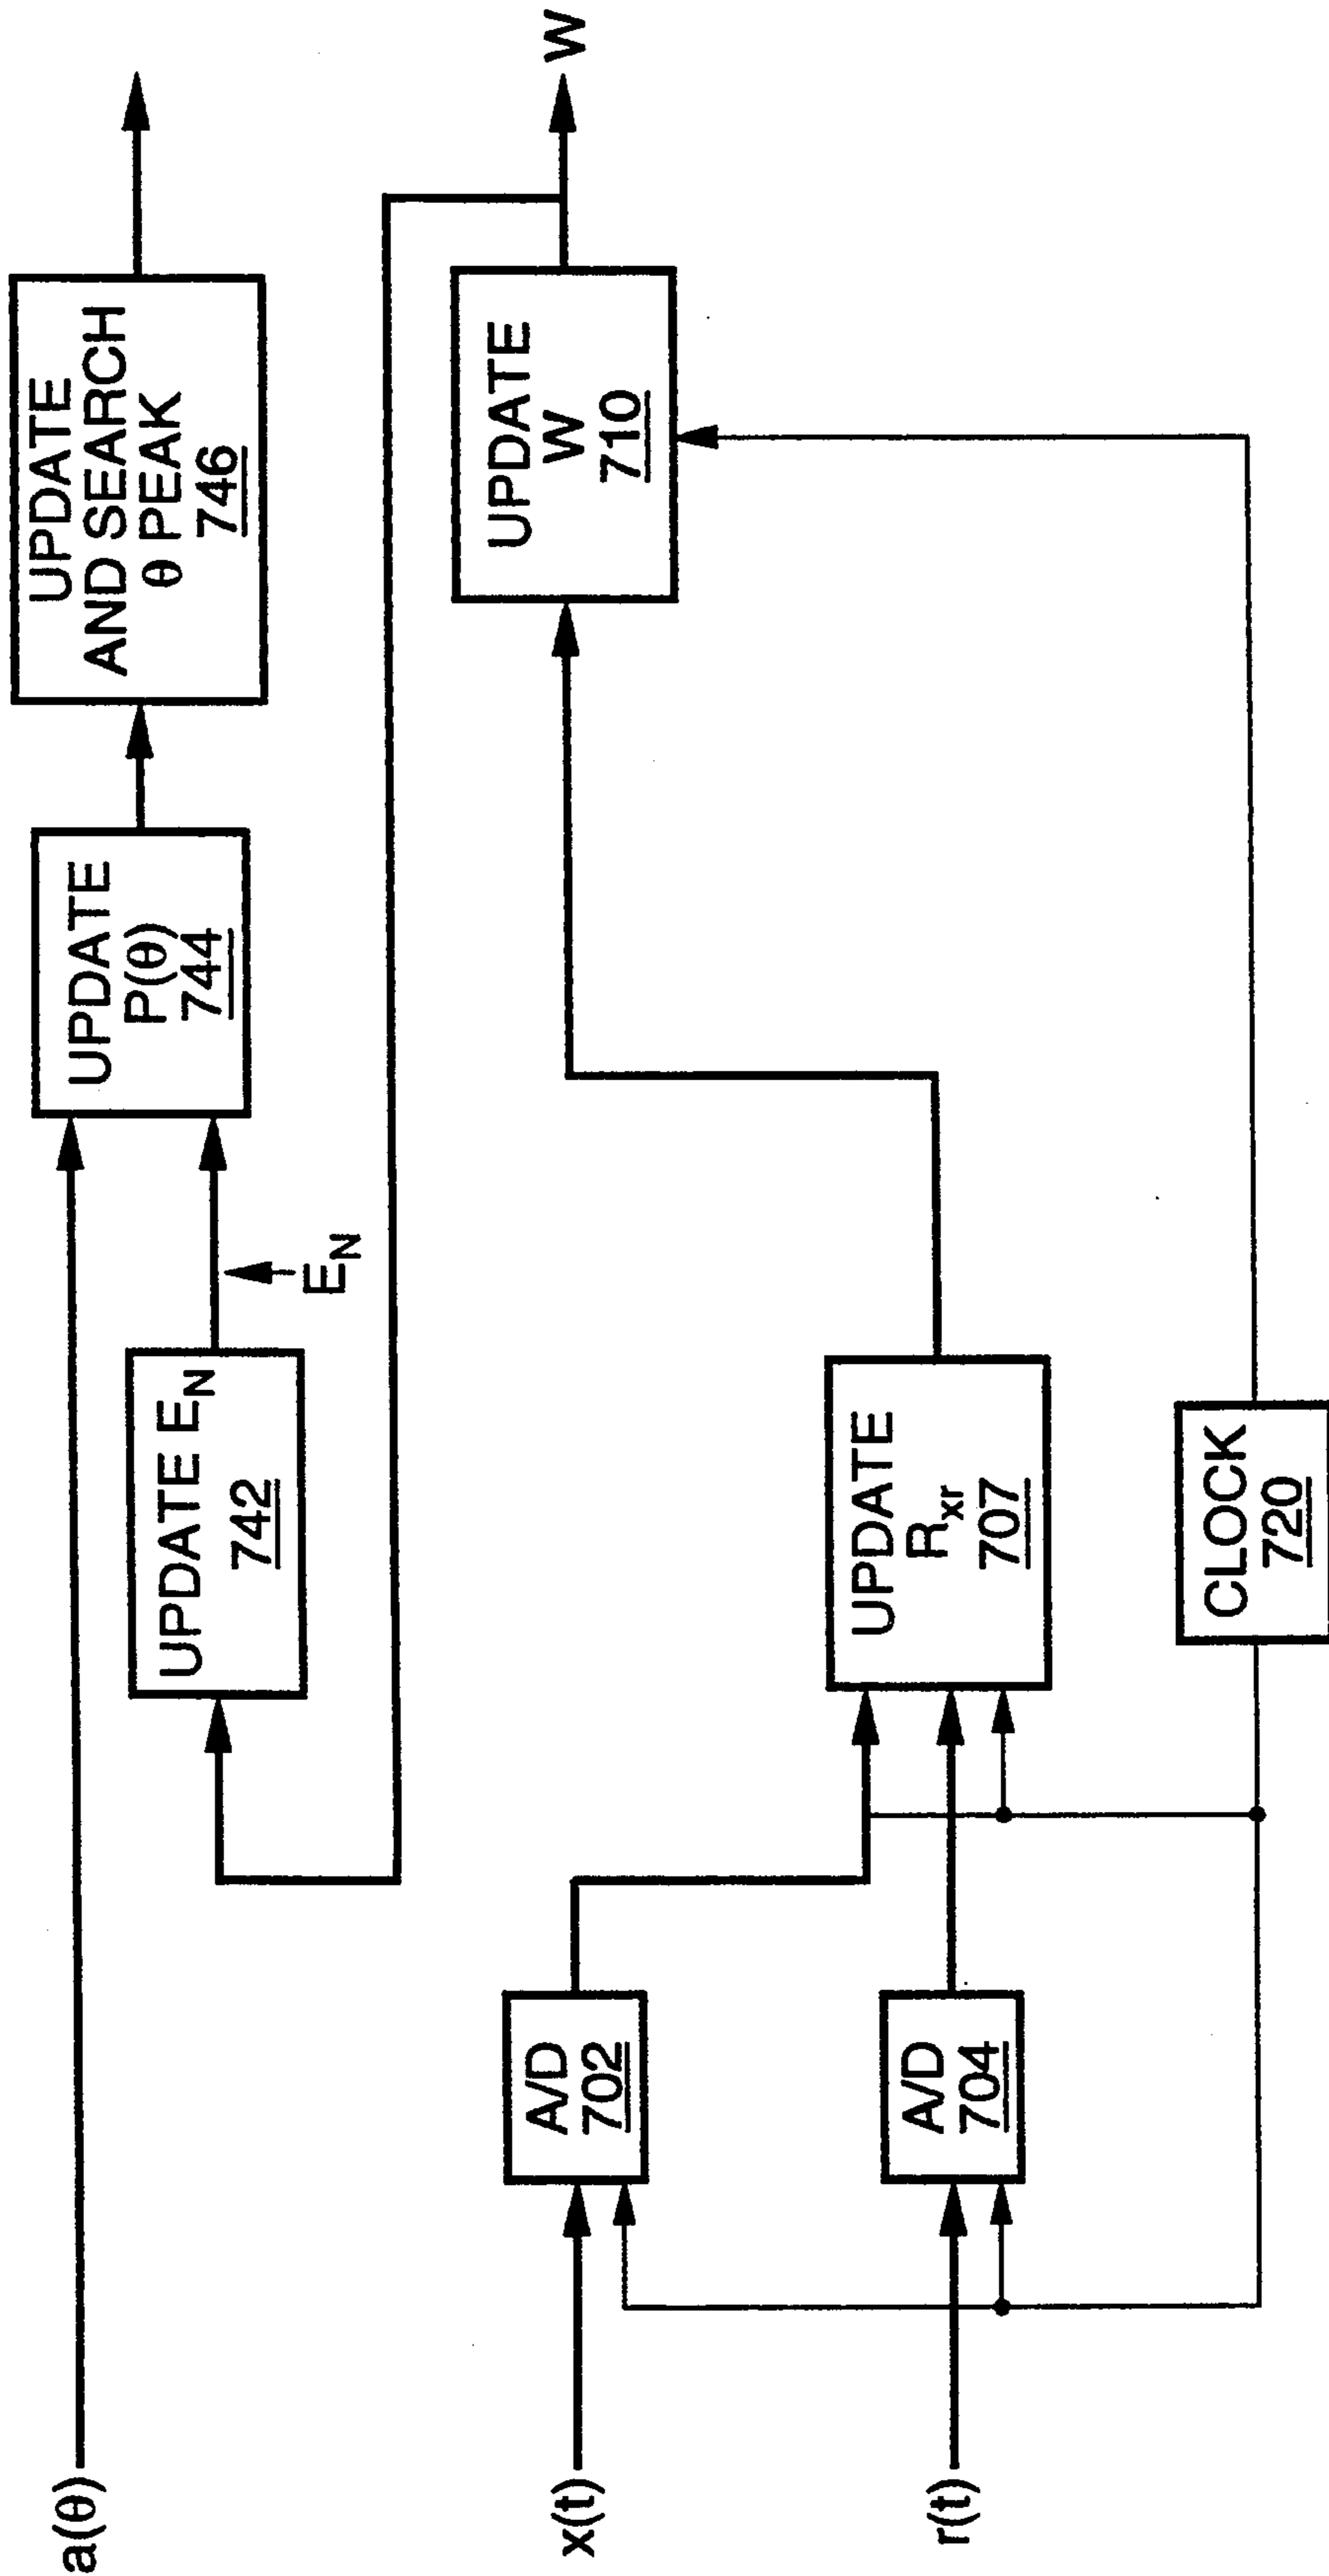 a(θ)
UPDATE
AND SEARCH
θ PEAK
746
UPDATE
P(θ)
744
UPDATE E_N
742
E_N
W
UPDATE
W
710
x(t)
A/D
702
r(t)
A/D
704
UPDATE
R_xr
707
CLOCK
720